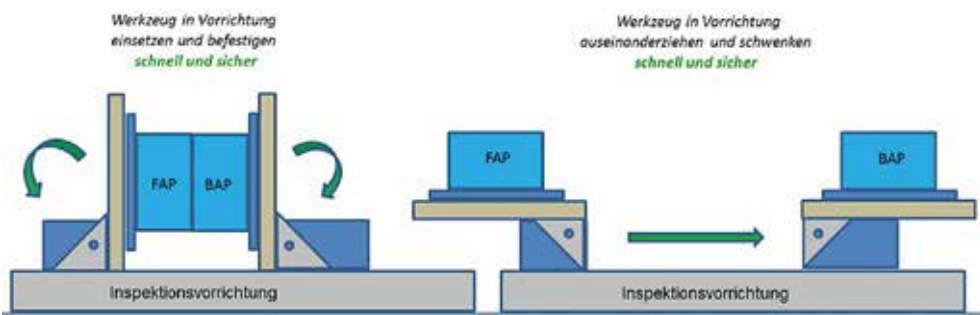 Werkzeug in Vorrichtung
einsetzen und befestigen
schnell und sicher
FAP
BAP
Inspektionsvorrichtung
Werkzeug in Vorrichtung
auseinanderziehen und schwenken
schnell und sicher
FAP
BAP
Inspektionsvorrichtung